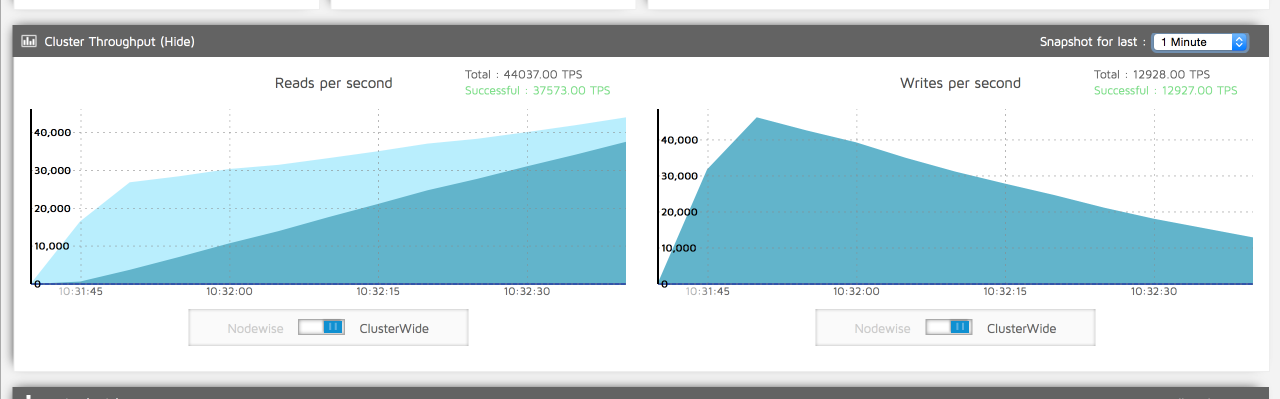 Cluster Throughput (Hide)
Snapshot for last : 1 Minute
Reads per second
Total : 44037.00 TPS
Successful : 37573.00 TPS
40,000
30,000
20,000
10,000
0
10:31:45 10:32:00 10:32:15 10:32:30
Nodewise ClusterWide
Writes per second
Total : 12928.00 TPS
Successful : 12927.00 TPS
40,000
30,000
20,000
10,000
0
10:31:45 10:32:00 10:32:15 10:32:30
Nodewise ClusterWide